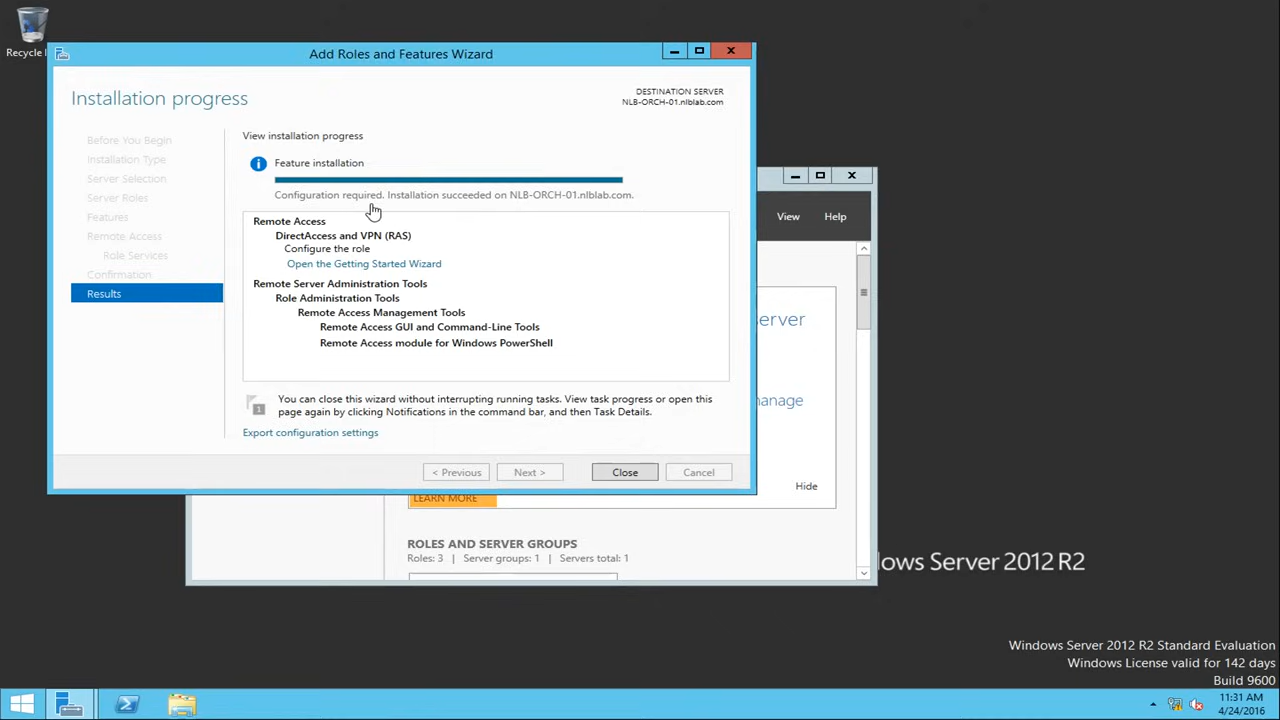 Recycle
Add Roles and Features Wizard
Installation progress
DESTINATION SERVER
NLB-ORCH-01.nlblab.com
Before You Begin
Installation Type
Server Selection
Server Roles
Features
Remote Access
Role Services
Confirmation
Results
View installation progress
Feature installation
Configuration required. Installation succeeded on NLB-ORCH-01.nlblab.com.
Remote Access
DirectAccess and VPN (RAS)
Configure the role
Open the Getting Started Wizard
Remote Server Administration Tools
Role Administration Tools
Remote Access Management Tools
Remote Access GUI and Command-Line Tools
Remote Access module for Windows PowerShell
1
You can close this wizard without interrupting running tasks. View task progress or open this
page again by clicking Notifications in the command bar, and then Task Details.
Export configuration settings
< Previous
Next >
Close
Cancel
View
Help
server
manage
Hide
LEARN MORE
ROLES AND SERVER GROUPS
Roles: 3 | Server groups: 1 | Servers total: 1
ows Server 2012 R2
Windows Server 2012 R2 Standard Evaluation
Windows License valid for 142 days
Build 9600
11:31 AM
4/24/2016